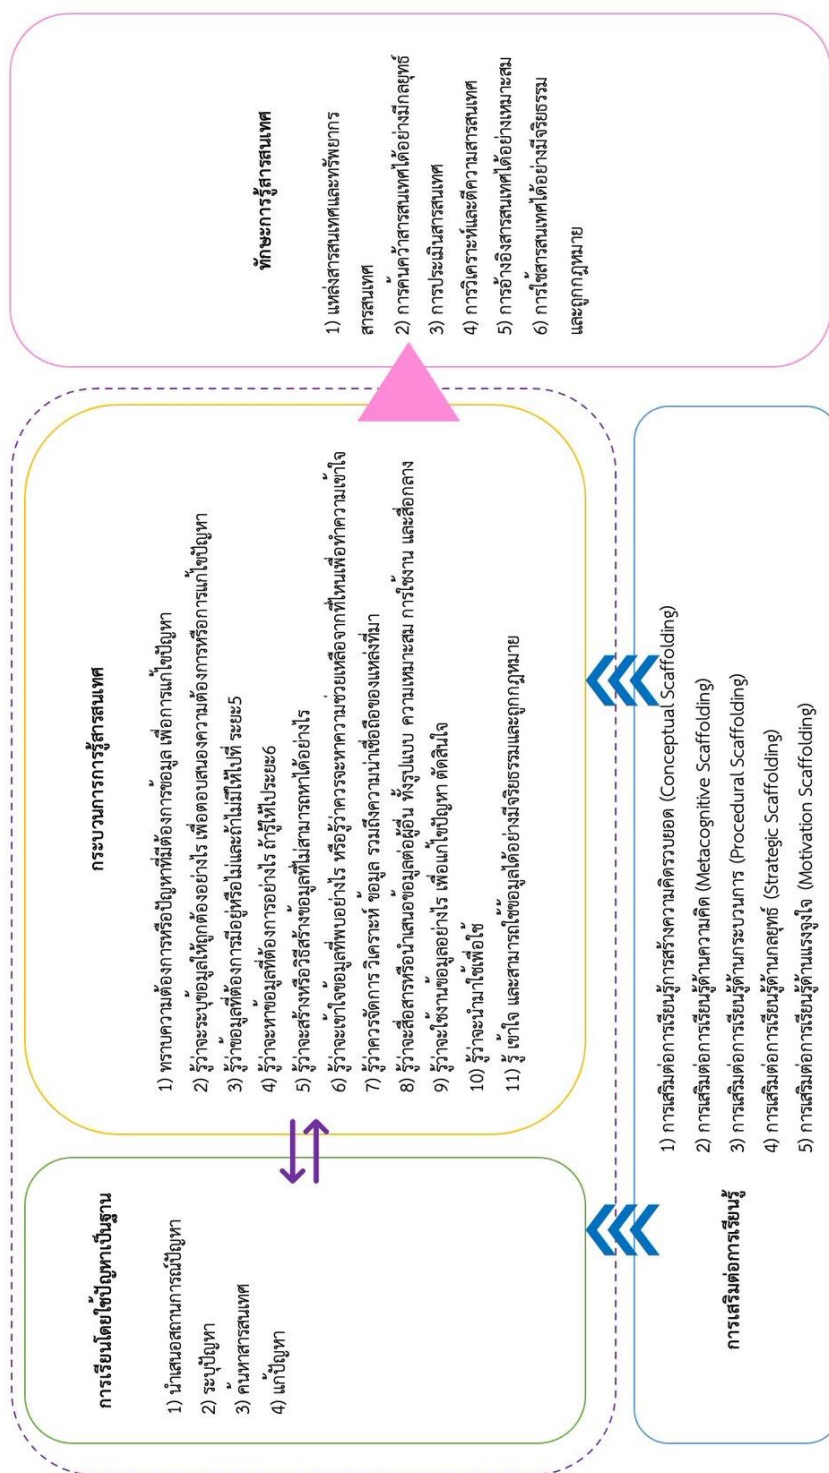 การเรียนโดยใช้ปัญหาเป็นฐาน
1) นำเสนอสถานการณ์ปัญหา
2) ระบุปัญหา
3) ค้นหาสารสนเทศ
4) แก้ปัญหา
กระบวนการการรู้สารสนเทศ
1) ทราบความต้องการหรือปัญหาที่มีต้องการข้อมูล เพื่อการแก้ไขปัญหา
2) รู้ว่าจะระบุข้อมูลให้ถูกต้องอย่างไร เพื่อตอบสนองความต้องการหรือการแก้ไขปัญหา
3) รู้ว่าข้อมูลที่ต้องการมีอยู่หรือไม่และถ้าไม่มีให้ไปที่ ระยะ5
4) รู้ว่าจะหาข้อมูลที่ต้องการอย่างไร ถ้ารู้ให้ไประยะ6
5) รู้ว่าจะสร้างหรือวิธีสร้างข้อมูลที่ไม่สามารถหาได้อย่างไร
6) รู้ว่าจะเข้าใจข้อมูลที่พบอย่างไร หรือรู้ว่าควรจะหาความช่วยเหลือจากที่ไหนเพื่อทำความเข้าใจ
7) รู้ว่าควรจัดการ วิเคราะห์ ข้อมูล รวมถึงความน่าเชื่อถือของแหล่งที่มา
8) รู้ว่าจะสื่อสารหรือนำเสนอข้อมูลต่อผู้อื่น ทั้งรูปแบบ ความเหมาะสม การใช้งาน และสื่อกลาง
9) รู้ว่าจะใช้งานข้อมูลอย่างไร เพื่อแก้ไขปัญหา ตัดสินใจ
10) รู้ว่าจะนำมาใช้เพื่อใช้
11) รู้ เข้าใจ และสามารถใช้ข้อมูลได้อย่างมีจริยธรรมและถูกกฎหมาย
ทักษะการรู้สารสนเทศ
1) แหล่งสารสนเทศและทรัพยากร
สารสนเทศ
2) การค้นคว้าสารสนเทศได้อย่างมีกลยุทธ์
3) การประเมินสารสนเทศ
4) การวิเคราะห์และตีความสารสนเทศ
5) การอ้างอิงสารสนเทศได้อย่างเหมาะสม
6) การใช้สารสนเทศได้อย่างมีจริยธรรม
และถูกกฎหมาย
การเสริมต่อการเรียนรู้
1) การเสริมต่อการเรียนรู้การสร้างความคิดรวบยอด (Conceptual Scaffolding)
2) การเสริมต่อการเรียนรู้ด้านความคิด (Metacognitive Scaffolding)
3) การเสริมต่อการเรียนรู้ด้านกระบวนการ (Procedural Scaffolding)
4) การเสริมต่อการเรียนรู้ด้านกลยุทธ์ (Strategic Scaffolding)
5) การเสริมต่อการเรียนรู้ด้านแรงจูงใจ (Motivation Scaffolding)